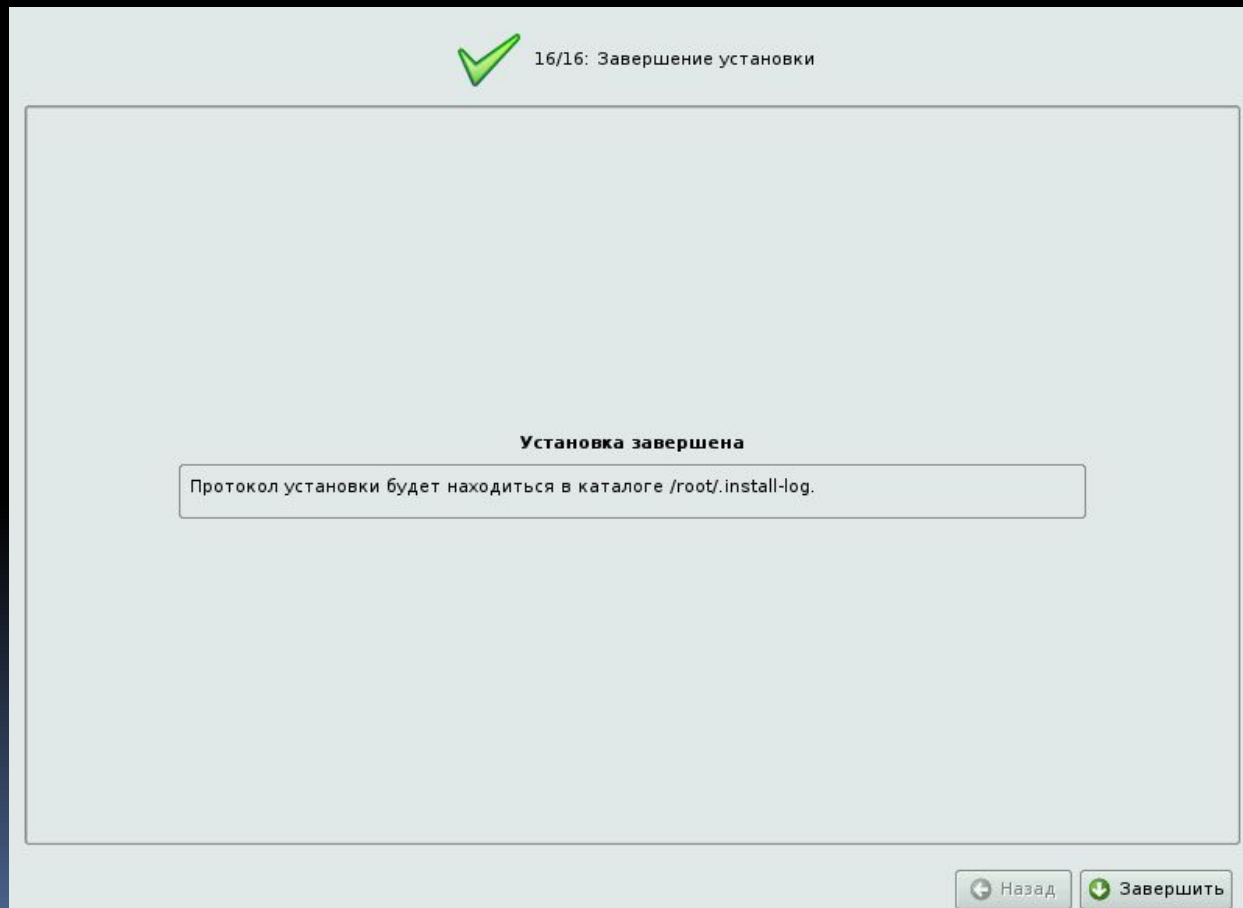 16/16: Завершение установки
Установка завершена
Протокол установки будет находиться в каталоге /root/.install-log.
Назад
Завершить